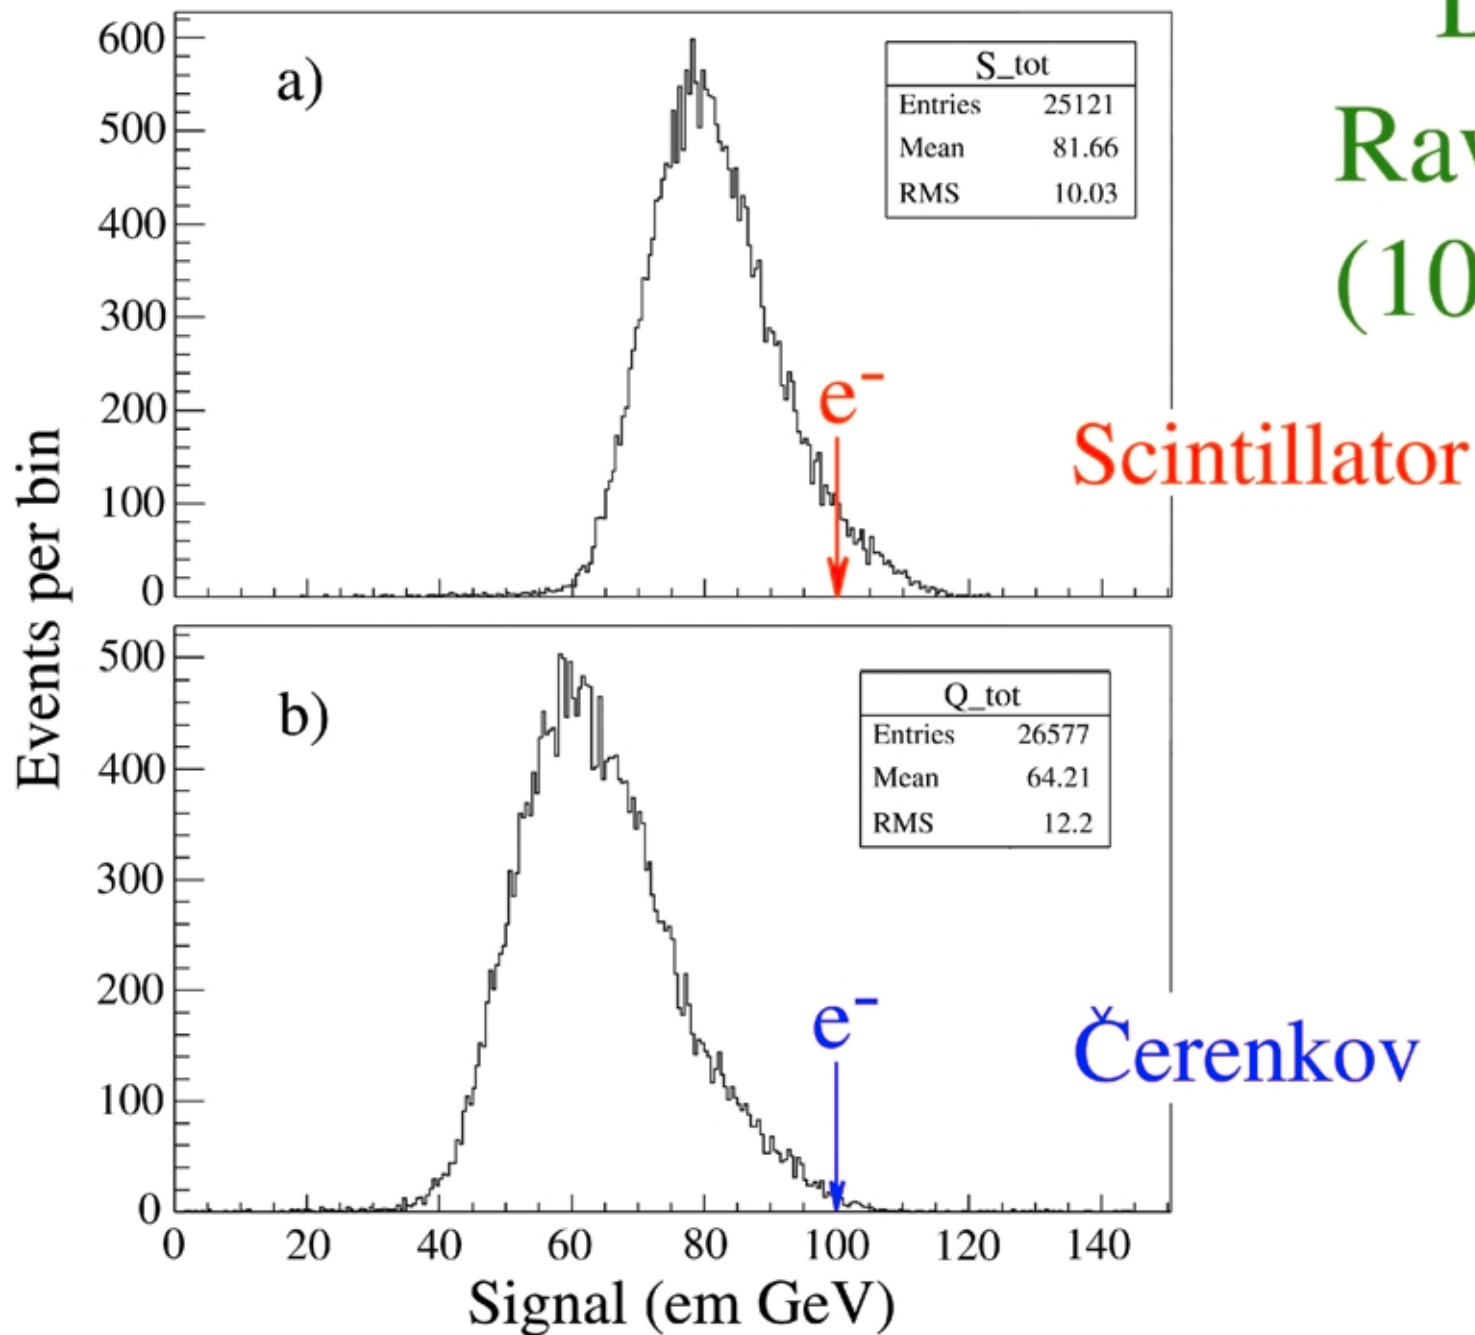 a)
S_tot
Entries 25121
Mean 81.66
RMS 10.03
Raw
(10
e-
Scintillator
600
500
400
300
200
100
0
Events per bin
b)
Q_tot
Entries 26577
Mean 64.21
RMS 12.2
e-
Čerenkov
500
400
300
200
100
0
0 20 40 60 80 100 120 140
Signal (em GeV)